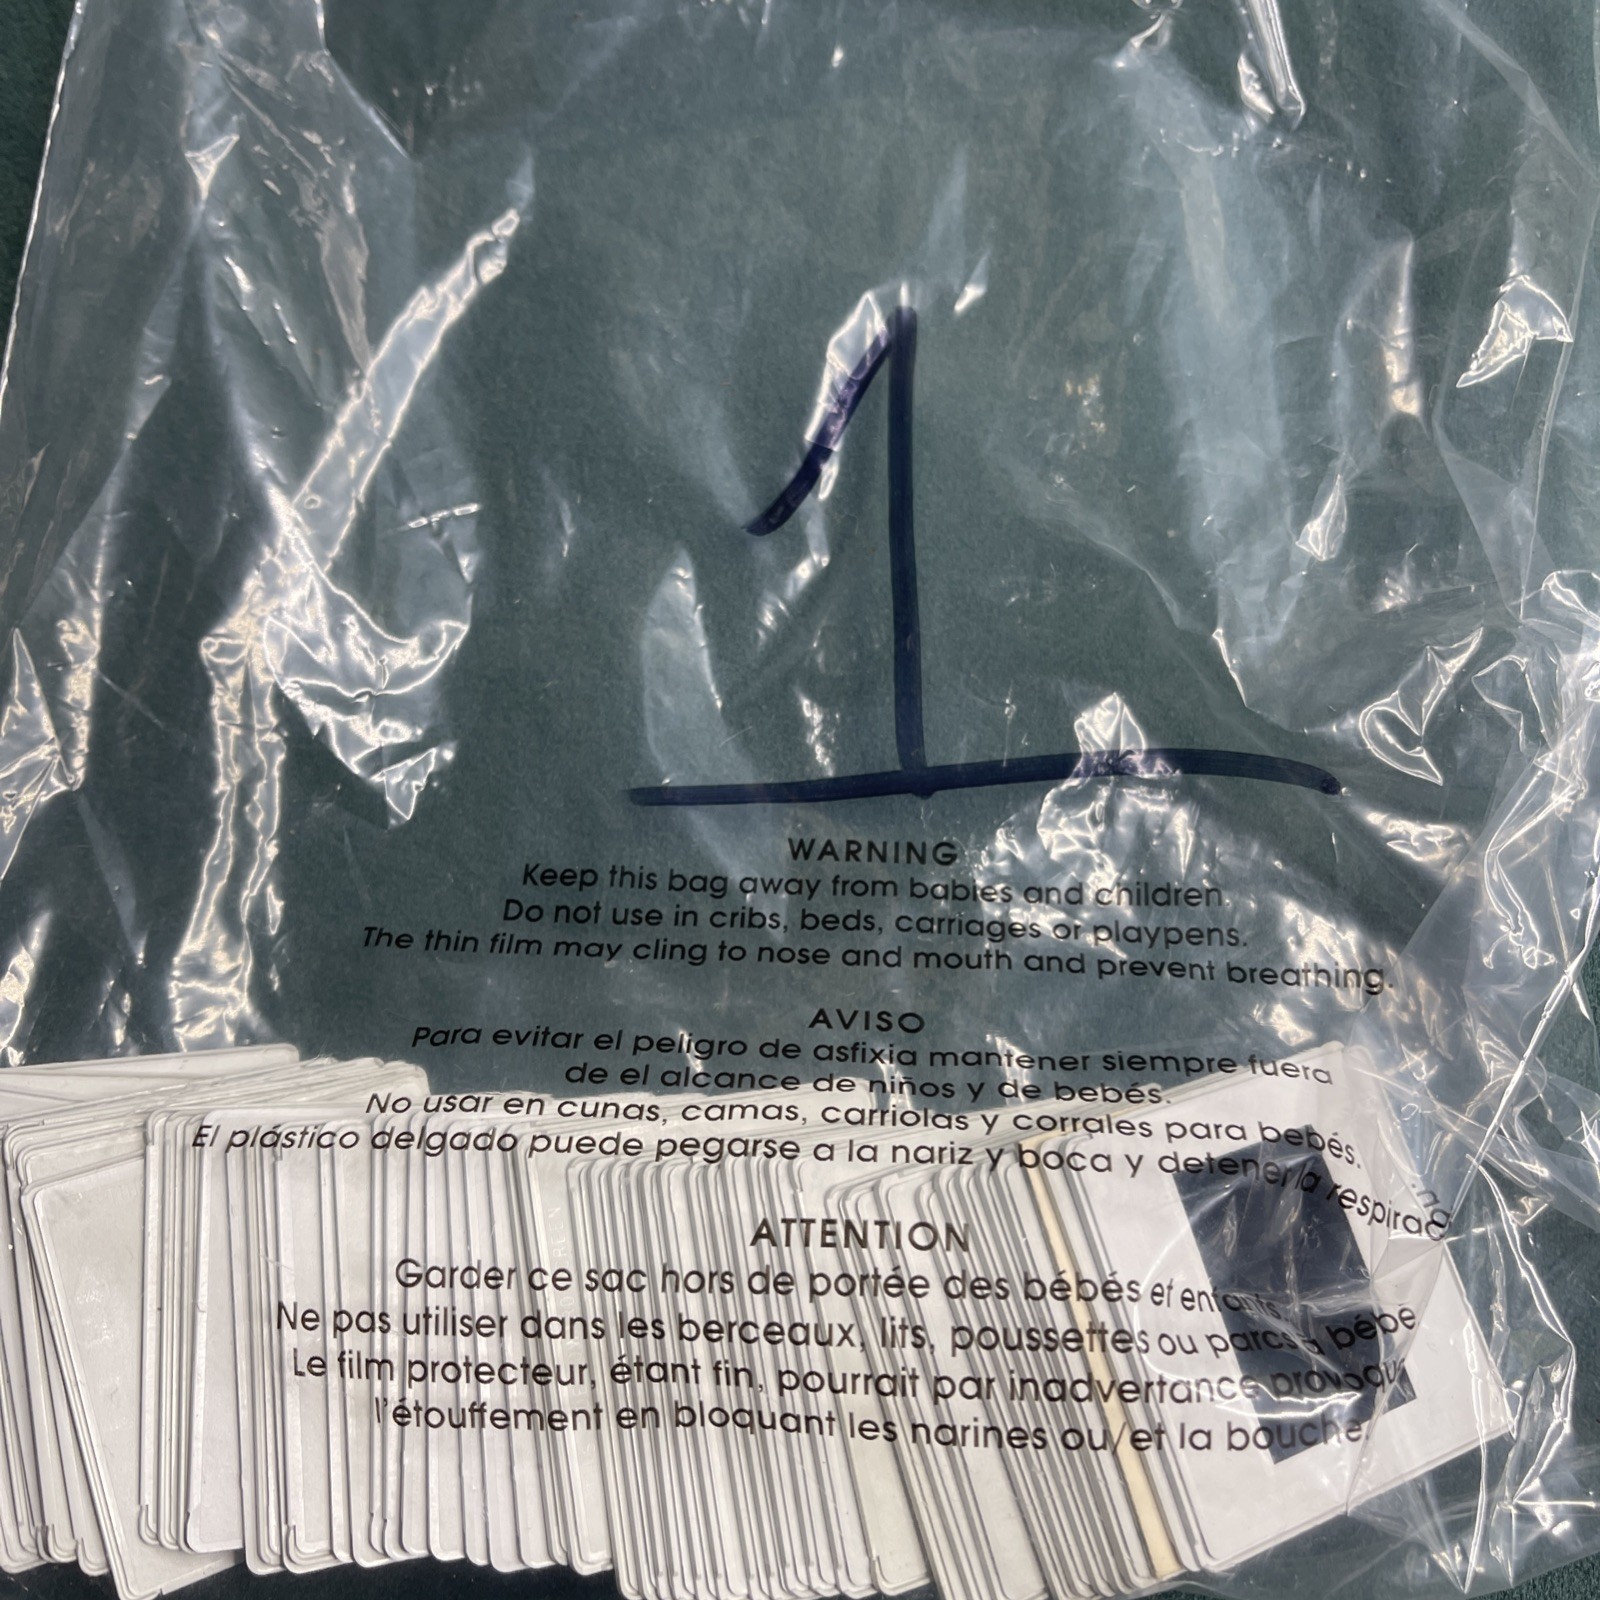 1
WARNING
Keep this bag away from babies and children.
Do not use in cribs, beds, carriages or playpens.
The thin film may cling to nose and mouth and prevent breathing.
AVISO
Para evitar el peligro de asfixia mantener siempre fuera
de el alcance de niños y de bebés.
No usar en cunas, camas, carriolas y corrales para bebés.
El plástico delgado puede pegarse a la nariz y boca y detener la
ATTENTION
Garder ce sac hors de portée des bébés et enfants.
Ne pas utiliser dans les berceaux, lits, poussettes ou parcs à bébé
Le film protecteur, étant fin, pourrait par inadvertance
l'étouffement en bloquant les narines ou/et la bouche.